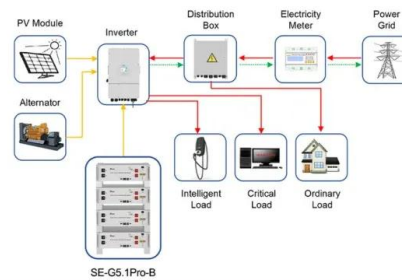 PV Module
Inverter
Distribution
Box
Electricity
Meter
Power
Grid
Alternator
Intelligent
Load
Critical
Load
Ordinary
Load
SE-G5.1Pro-B